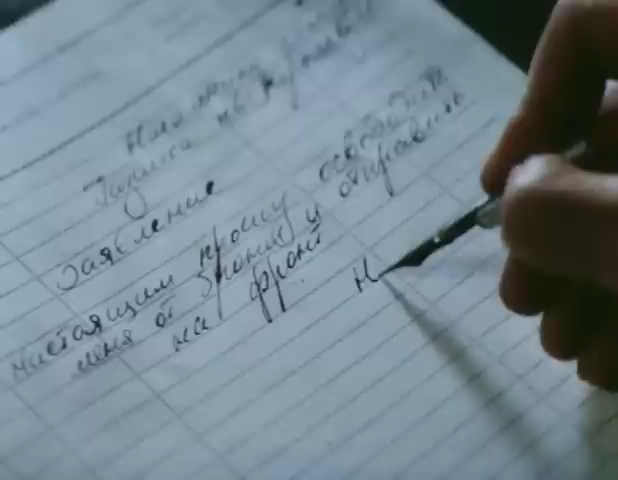 Заявление
настоящим прошу освободить
меня от брони и отправить
на фронт.
Н